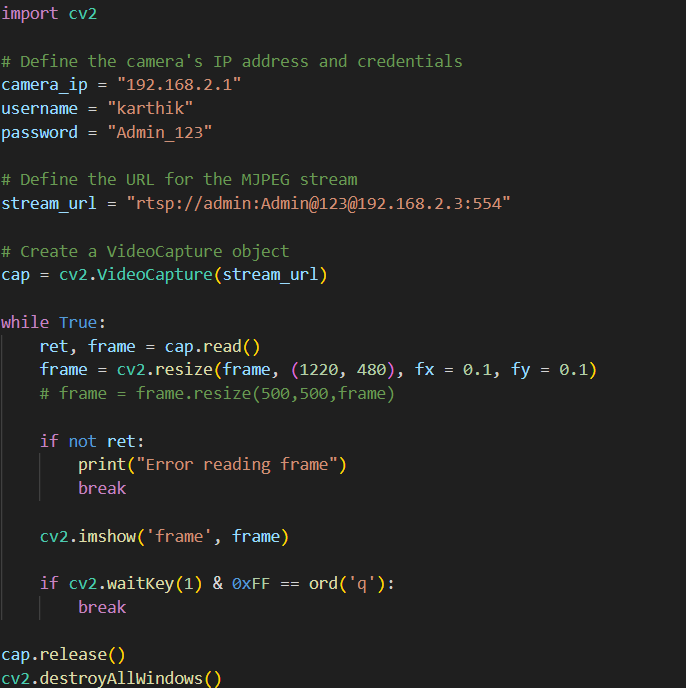 import cv2
# Define the camera's IP address and credentials
camera_ip = "192.168.2.1"
username = "karthik"
password = "Admin_123"
# Define the URL for the MJPEG stream
stream_url = "rtsp://admin:Admin@123@192.168.2.3:554"
# Create a VideoCapture object
cap = cv2.VideoCapture(stream_url)
while True:
    ret, frame = cap.read()
    frame = cv2.resize(frame, (1220, 480), fx = 0.1, fy = 0.1)
    # frame = frame.resize(500,500,frame)
    if not ret:
        print("Error reading frame")
        break
    cv2.imshow('frame', frame)
    if cv2.waitKey(1) & 0xFF == ord('q'):
        break
cap.release()
cv2.destroyAllWindows()